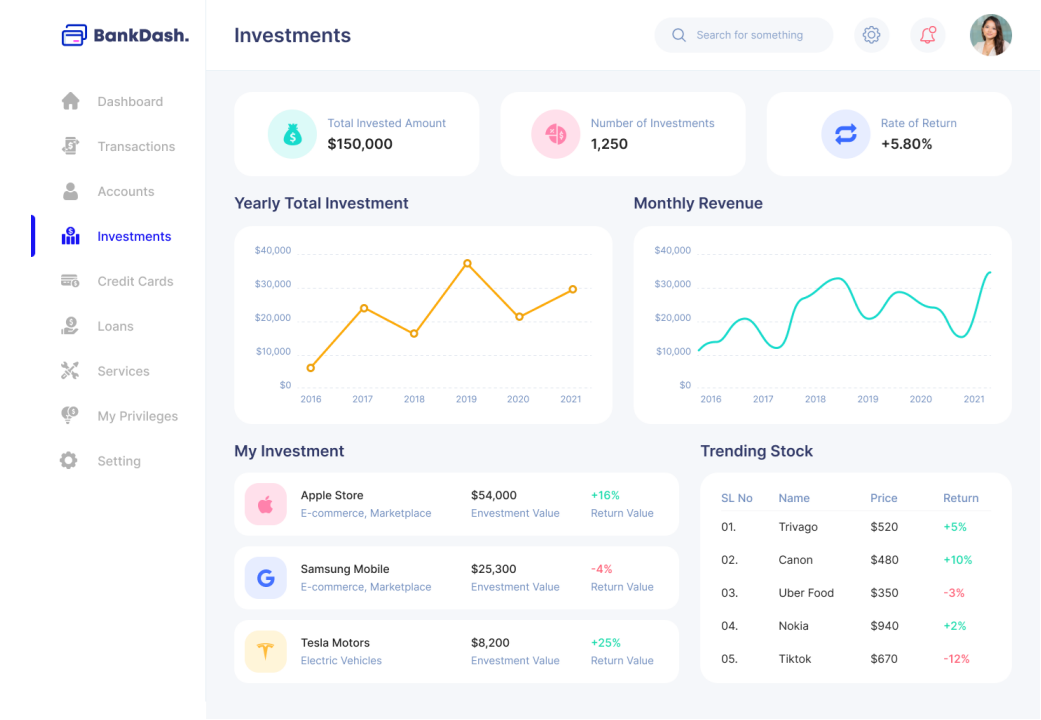 BankDash.
Investments
Search for something
Dashboard
Transactions
Accounts
Investments
Credit Cards
Loans
Services
My Privileges
Setting
Total Invested Amount
$150,000
Number of Investments
1,250
Rate of Return
+5.80%
Yearly Total Investment
$40,000
$30,000
$20,000
$10,000
$0
2016 2017 2018 2019 2020 2021
Monthly Revenue
$40,000
$30,000
$20,000
$10,000
$0
2016 2017 2018 2019 2020 2021
My Investment
Apple Store $54,000 +16%
E-commerce, Marketplace Envestment Value Return Value
Samsung Mobile $25,300 -4%
E-commerce, Marketplace Envestment Value Return Value
Tesla Motors $8,200 +25%
Electric Vehicles Envestment Value Return Value
Trending Stock
SL No Name Price Return
01. Trivago $520 +5%
02. Canon $480 +10%
03. Uber Food $350 -3%
04. Nokia $940 +2%
05. Tiktok $670 -12%